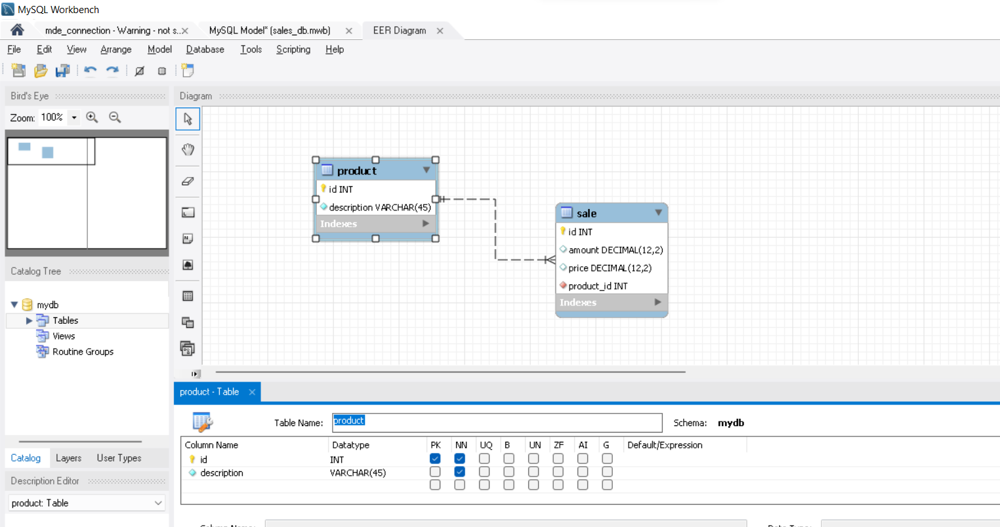 MySQL Workbench
mde_connection - Warning - not s...
MySQL Model* (sales_db.mwb)
EER Diagram
File Edit View Arrange Model Database Tools Scripting Help
Bird's Eye
Zoom: 100%
Diagram
product
id INT
description VARCHAR(45)
Indexes
sale
id INT
amount DECIMAL(12,2)
price DECIMAL(12,2)
product_id INT
Indexes
Catalog Tree
mydb
Tables
Views
Routine Groups
Catalog Layers User Types
Description Editor
product: Table
product - Table
Table Name: product Schema: mydb
Column Name Datatype PK NN UQ B UN ZF AI G Default/Expression
id INT
description VARCHAR(45)